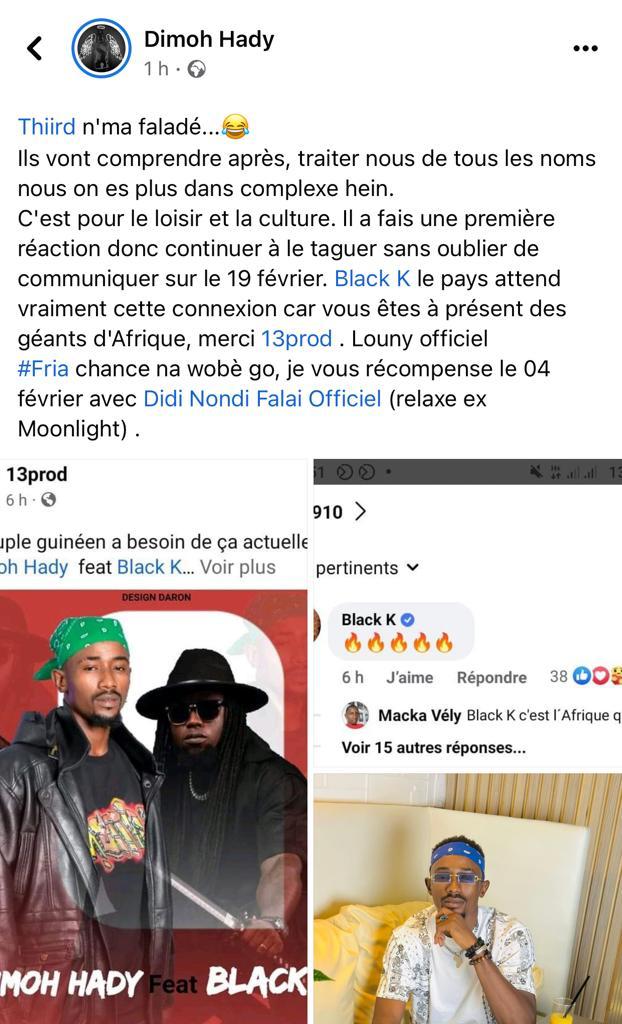 Dimoh Hady
1 h ·
Thiird n'ma faladé...😂
Ils vont comprendre après, traiter nous de tous les noms
nous on es plus dans complexe hein.
C'est pour le loisir et la culture. Il a fais une première
réaction donc continuer à le taguer sans oublier de
communiquer sur le 19 février. Black K le pays attend
vraiment cette connexion car vous êtes à présent des
géants d'Afrique, merci 13prod . Louny officiel
#Fria chance na wobè go, je vous récompense le 04
février avec Didi Nondi Falai Officiel (relaxe ex
Moonlight) .
13prod
6 h ·
uple guinéen a besoin de ça actuelle
oh Hady feat Black K... Voir plus
DESIGN DARON
MOH HADY Feat BLACK
51
13
910
pertinents
Black K
🔥🔥🔥🔥🔥
6 h J'aime Répondre 38
Macka Vély Black K c'est l´Afrique q
Voir 15 autres réponses...